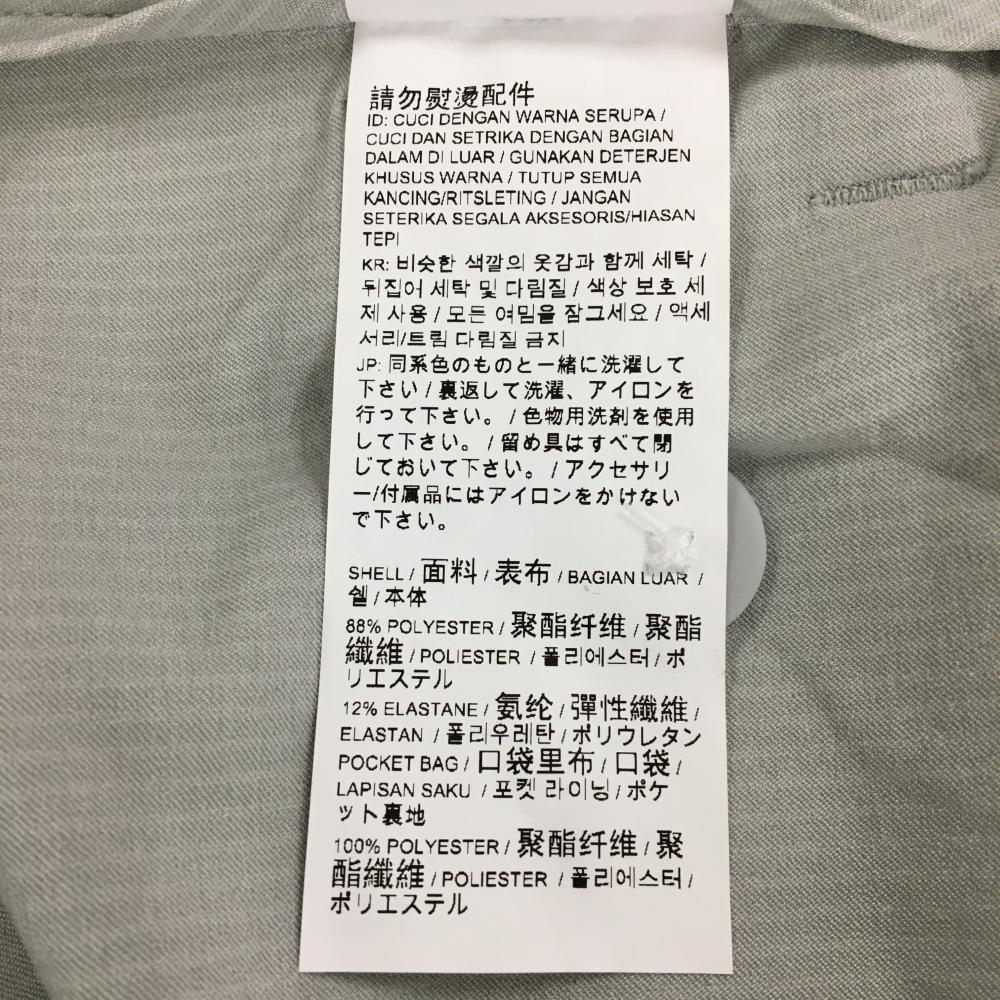 請勿熨燙配件
ID: CUCI DENGAN WARNA SERUPA /
CUCI DAN SETRIKA DENGAN BAGIAN
DALAM DI LUAR / GUNAKAN DETERJEN
KHUSUS WARNA / TUTUP SEMUA
KANCING/RITSLETING / JANGAN
SETERIKA SEGALA AKSESORIS/HIASAN
TEPI
KR: 비슷한 색깔의 옷감과 함께 세탁 /
뒤집어 세탁 및 다림질 / 색상 보호 세
제 사용 / 모든 여밈을 잠그세요 / 액세
서리/트림 다림질 금지
JP: 同系色のものと一緒に洗濯して
下さい / 裏返して洗濯、アイロンを
行って下さい。 / 色物用洗剤を使用
して下さい。 / 留め具はすべて閉
じておいて下さい。 / アクセサリ
ー/付属品にはアイロンをかけない
で下さい。
SHELL / 面料 / 表布 / BAGIAN LUAR /
쉘 / 本体
88% POLYESTER / 聚酯纤维 / 聚酯
纖維 / POLIESTER / 폴리에스터 / ポ
リエステル
12% ELASTANE / 氨纶 / 彈性纖維 /
ELASTAN / 폴리우레탄 / ポリウレタン
POCKET BAG / 口袋里布 / 口袋 /
LAPISAN SAKU / 포켓 라이닝 / ポケ
ット裏地
100% POLYESTER / 聚酯纤维 / 聚
酯纖維 / POLIESTER / 폴리에스터 /
ポリエステル